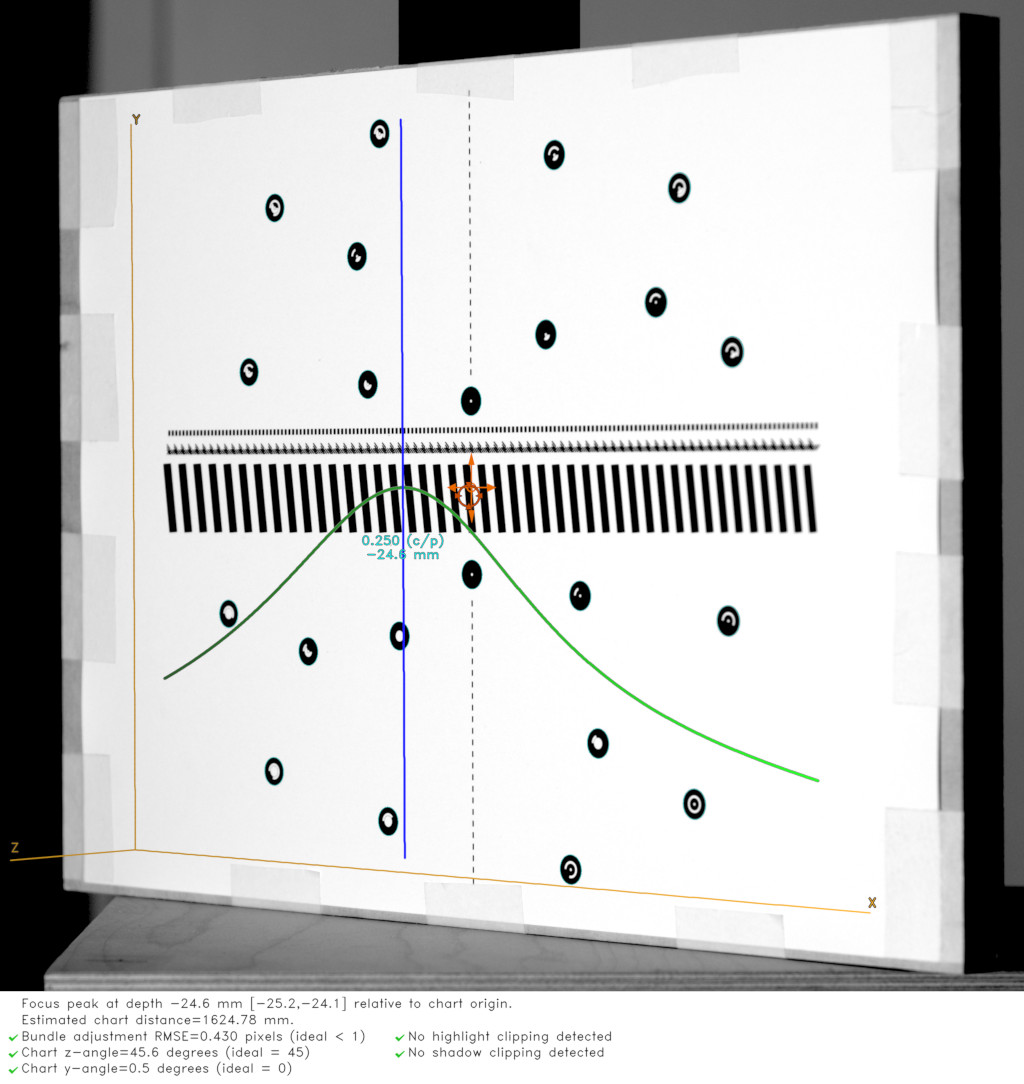 Y
0.250 (c/p)
-24.6 mm
Z
X
Focus peak at depth -24.6 mm [-25.2,-24.1] relative to chart origin.
Estimated chart distance=1624.78 mm.
Bundle adjustment RMSE=0.430 pixels (ideal < 1)
No highlight clipping detected
Chart z-angle=45.6 degrees (ideal = 45)
No shadow clipping detected
Chart y-angle=0.5 degrees (ideal = 0)